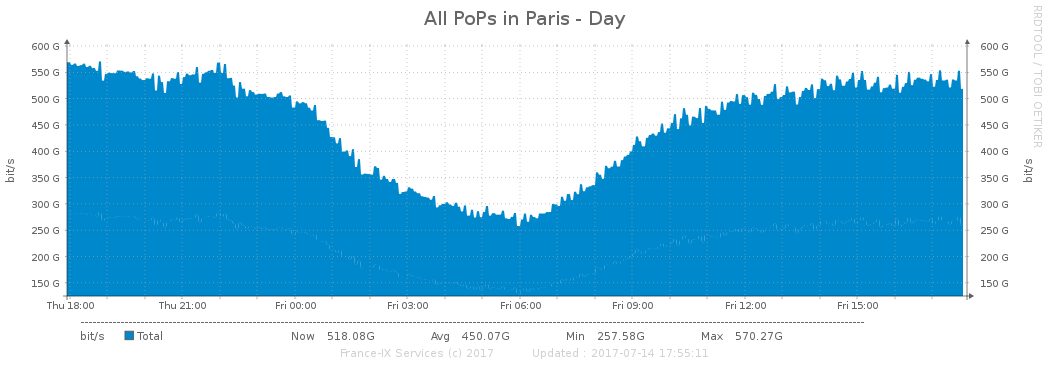 All PoPs in Paris - Day
RRDTOOL / TOBI OETIKER
600 G 600 G
550 G 550 G
500 G 500 G
450 G 450 G
400 G 400 G
350 G 350 G
300 G 300 G
250 G 250 G
200 G 200 G
150 G 150 G
bit/s
bit/s
Thu 18:00 Thu 21:00 Fri 00:00 Fri 03:00 Fri 06:00 Fri 09:00 Fri 12:00 Fri 15:00
bit/s Total Now 518.08G Avg 450.07G Min 257.58G Max 570.27G
France-IX Services (c) 2017 Updated : 2017-07-14 17:55:11